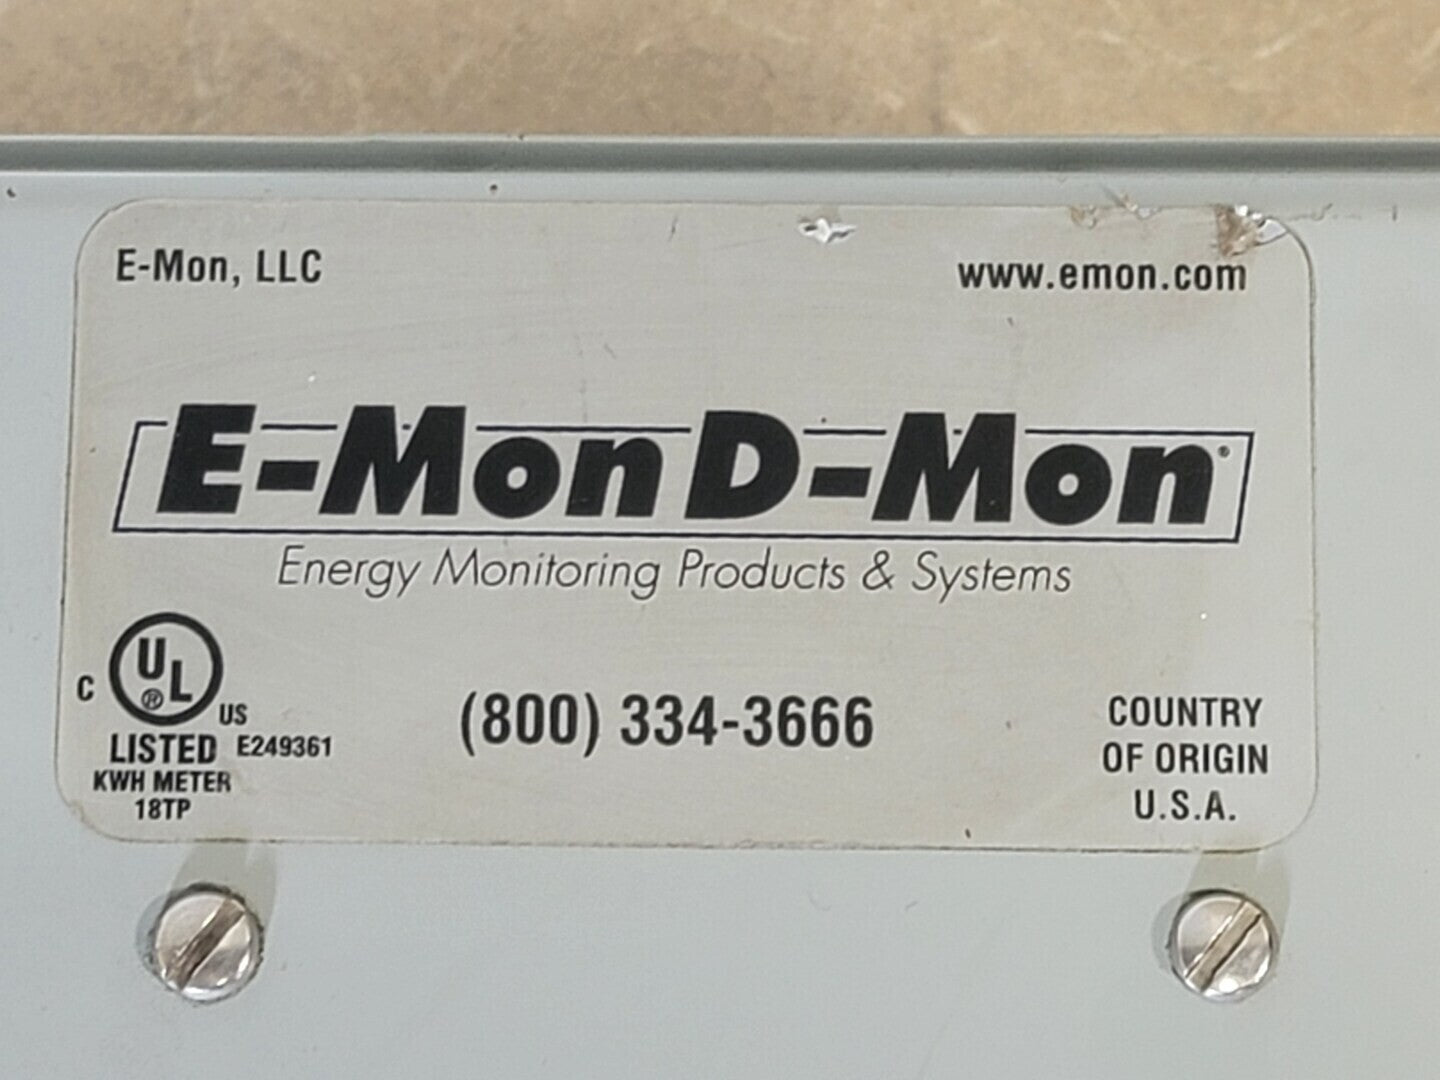 E-Mon, LLC
www.emon.com
E-Mon D-Mon®
Energy Monitoring Products & Systems
C UL® US
LISTED E249361
KWH METER
18TP
(800) 334-3666
COUNTRY
OF ORIGIN
U.S.A.